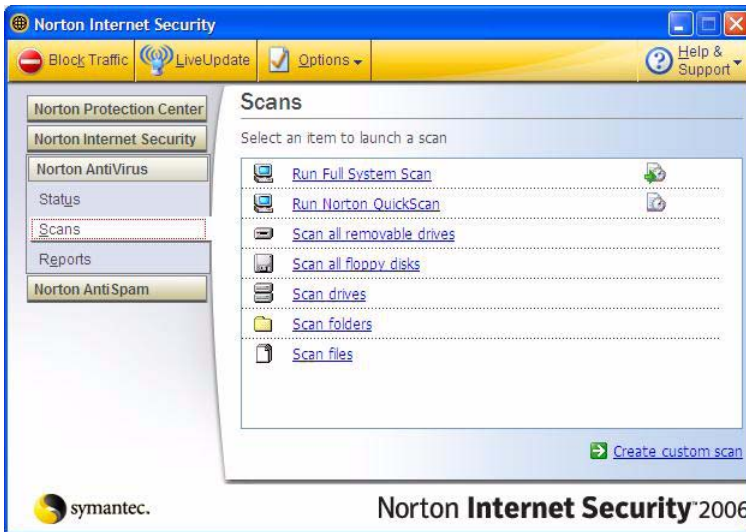 Norton Internet Security
Block Traffic LiveUpdate Options Help & Support
Norton Protection Center
Norton Internet Security
Norton AntiVirus
Status
Scans
Reports
Norton AntiSpam
Scans
Select an item to launch a scan
Run Full System Scan
Run Norton QuickScan
Scan all removable drives
Scan all floppy disks
Scan drives
Scan folders
Scan files
Create custom scan
symantec.
Norton Internet Security 2006